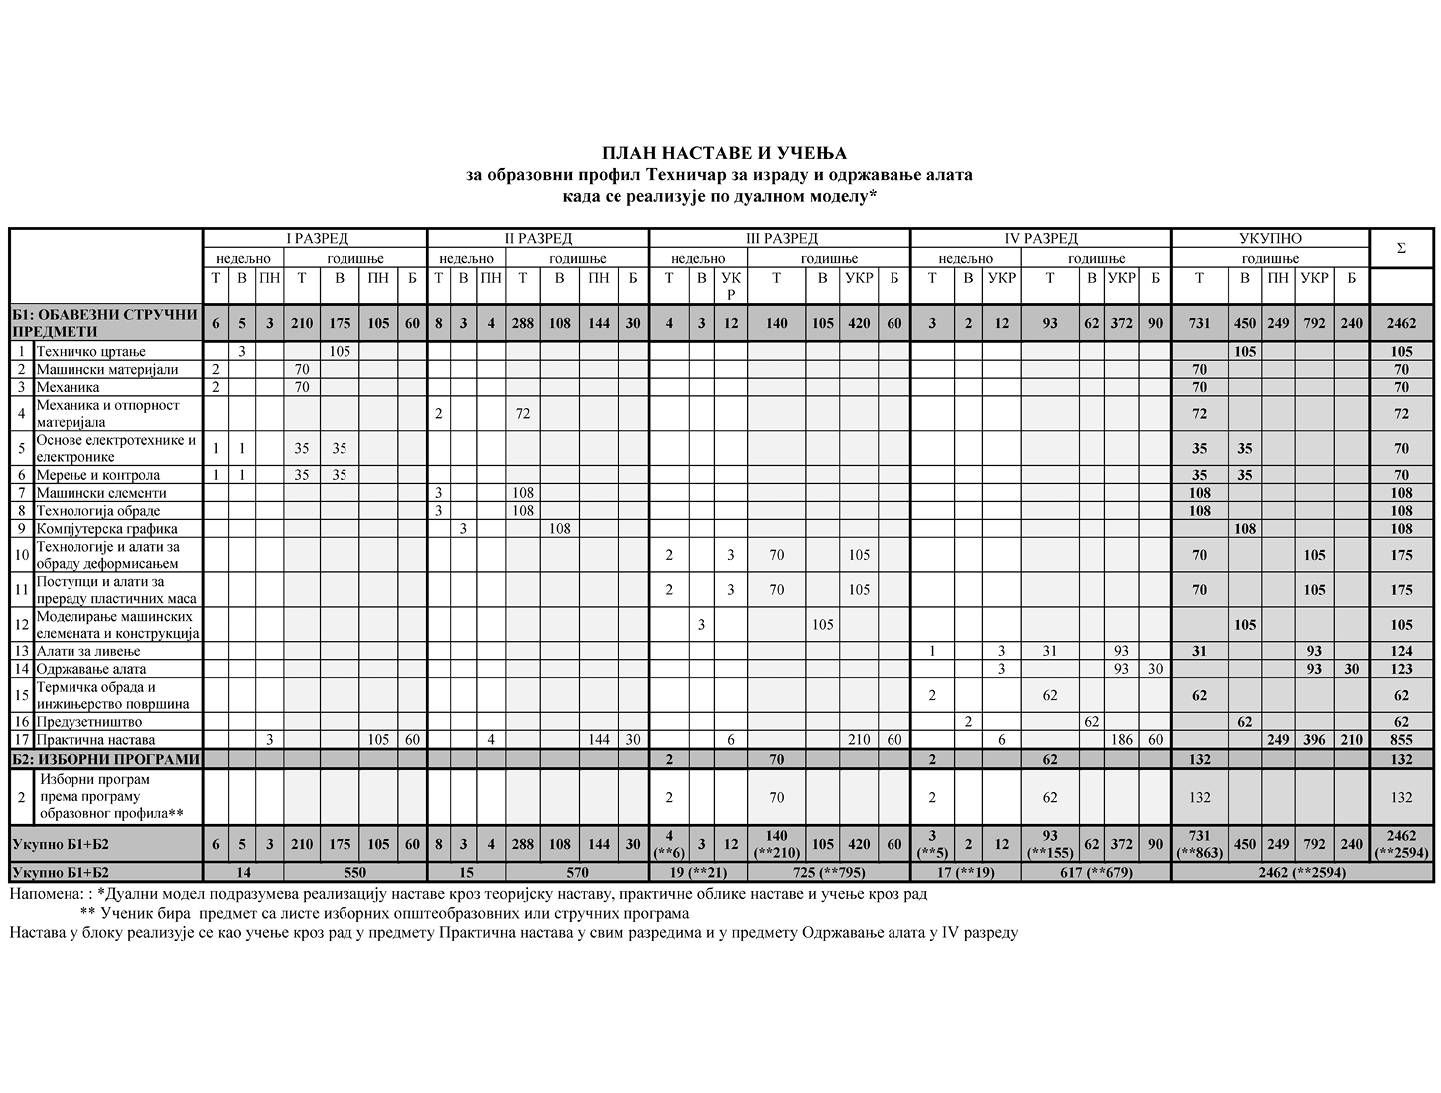 ПЛАН НАСТАВЕ И УЧЕЊА
за образовни профил Техничар за израду и одржавање алата
када се реализује по дуалном моделу*
I РАЗРЕД II РАЗРЕД III РАЗРЕД IV РАЗРЕД УКУПНО Σ
недељно годишње недељно годишње недељно годишње недељно годишње годишње
Т В ПН Т В ПН Б Т В ПН Т В ПН Б Т В УКР Т В УКР Б Т В УКР Т В УКР Б Т В ПН УКР Б
Б1: ОБАВЕЗНИ СТРУЧНИ
ПРЕДМЕТИ 6 5 3 210 175 105 60 8 3 4 288 108 144 30 4 3 12 140 105 420 60 3 2 12 93 62 372 90 731 450 249 792 240 2462
1 Техничко цртање 3 105 105 105
2 Машински материјали 2 70 70 70
3 Механика 2 70 70 70
4 Механика и отпорност
материјала 2 72 72 72
5 Основе електротехнике и
електронике 1 1 35 35 35 35 70
6 Мерење и контрола 1 1 35 35 35 35 70
7 Машински елементи 3 108 108 108
8 Технологија обраде 3 108 108 108
9 Компјутерска графика 3 108 108 108
10 Технологије и алати за
обраду деформисањем 2 3 70 105 70 105 175
11 Поступци и алати за
прераду пластичних маса 2 3 70 105 70 105 175
12 Моделирање машинских
елемената и конструкција 3 105 105 105
13 Алати за ливење 1 3 31 93 31 93 124
14 Одржавање алата 3 93 30 93 30 123
15 Термичка обрада и
инжињерство површина 2 62 62 62
16 Предузетништво 2 62 62 62
17 Практична настава 3 105 60 4 144 30 6 210 60 6 186 60 249 396 210 855
Б2: ИЗБОРНИ ПРОГРАМИ 2 70 2 62 132 132
2 Изборни програм
према програму
образовног профила** 2 70 2 62 132 132
Укупно Б1+Б2 6 5 3 210 175 105 60 8 3 4 288 108 144 30 4 (**6) 3 12 140 (**210) 105 420 60 3 (**5) 2 12 93 (**155) 62 372 90 731 (**863) 450 249 792 240 2462 (**2594)
Укупно Б1+Б2 14 550 15 570 19 (**21) 725 (**795) 17 (**19) 617 (**679) 2462 (**2594)
Напомена: : *Дуални модел подразумева реализацију наставе кроз теоријску наставу, практичне облике наставе и учење кроз рад
** Ученик бира предмет са листе изборних општеобразовних или стручних програма
Настава у блоку реализује се као учење кроз рад у предмету Практична настава у свим разредима и у предмету Одржавање алата у IV разреду